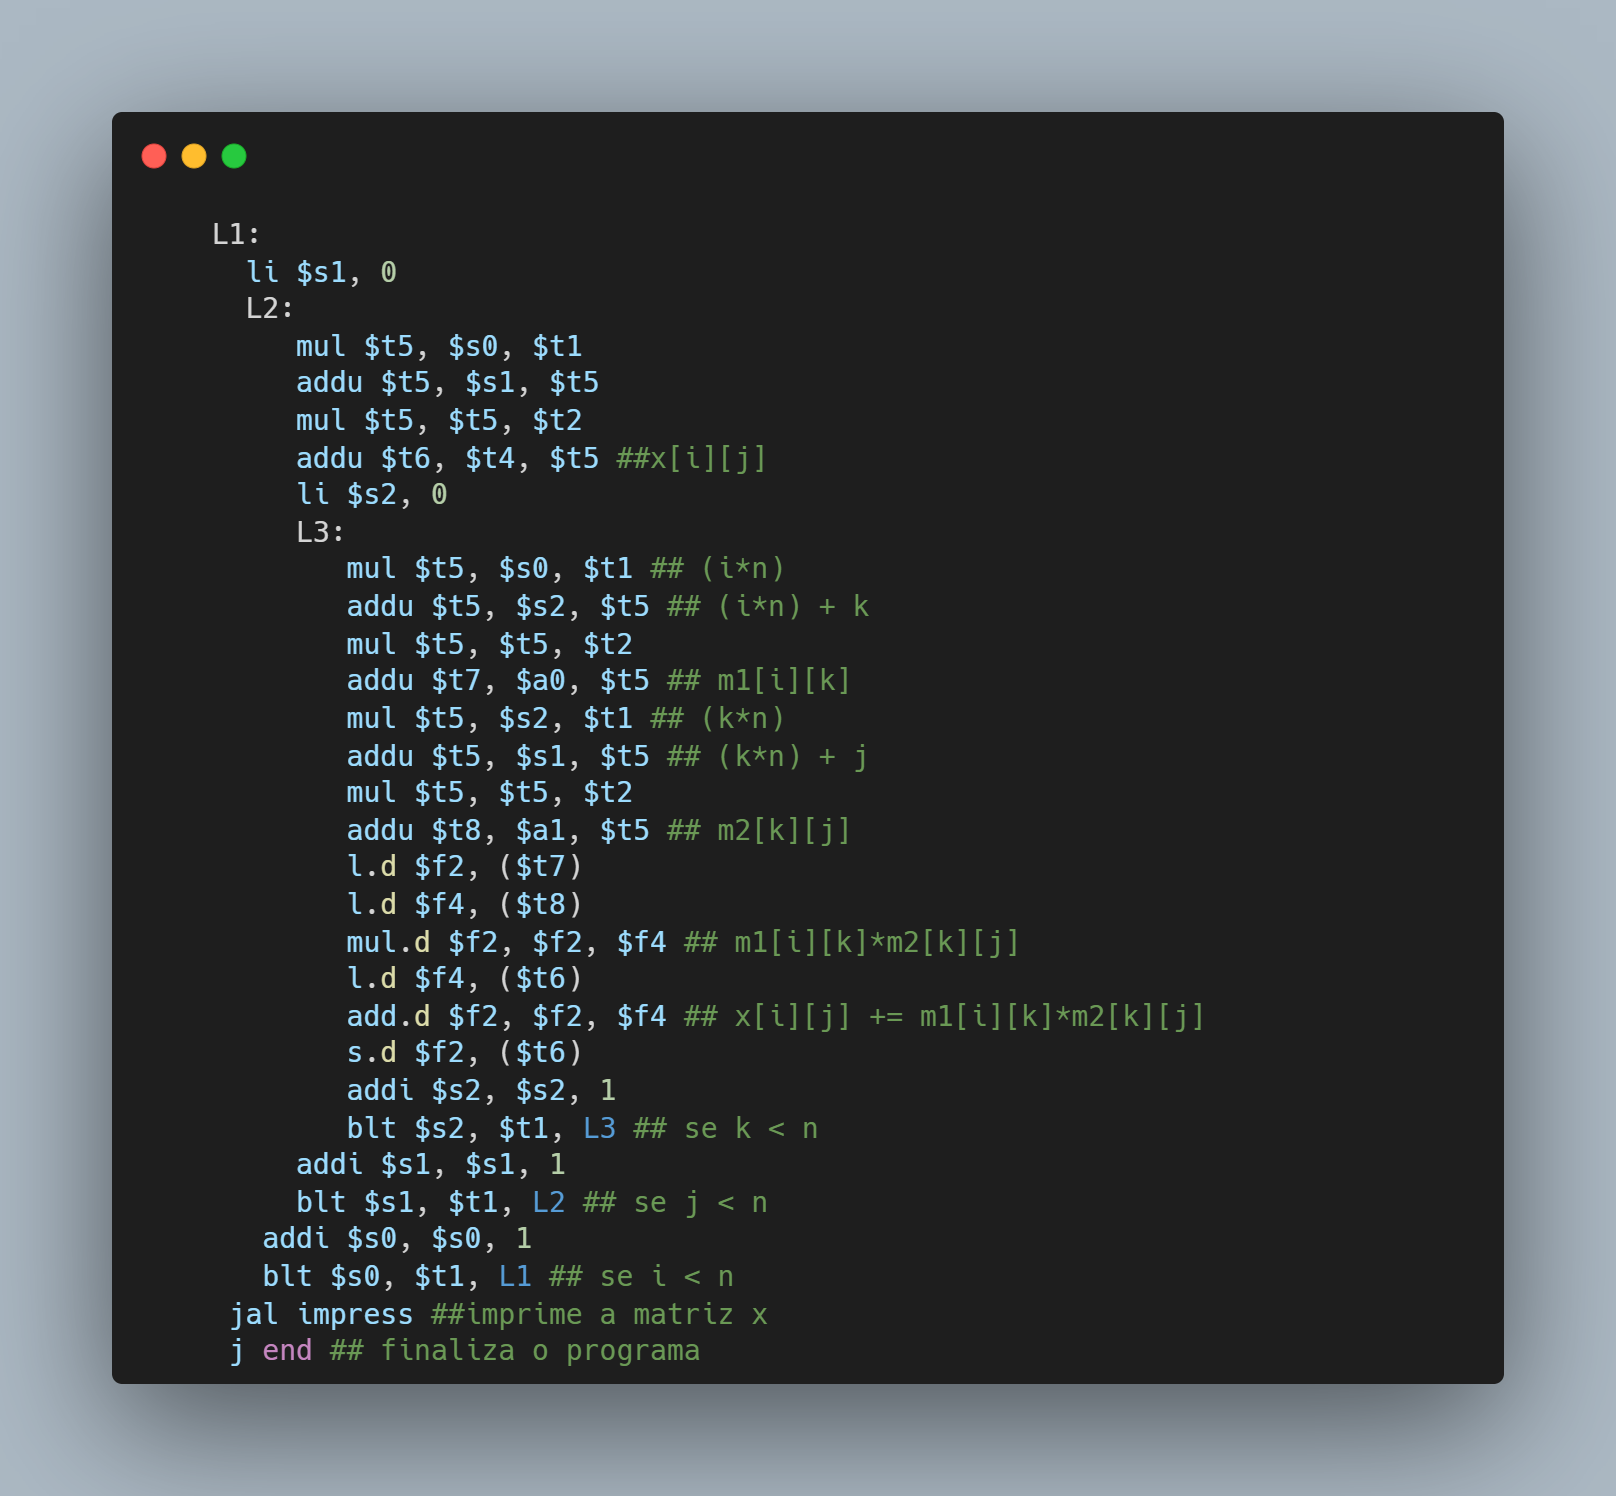 L1:
li $s1, 0
L2:
mul $t5, $s0, $t1
addu $t5, $s1, $t5
mul $t5, $t5, $t2
addu $t6, $t4, $t5 ##x[i][j]
li $s2, 0
L3:
mul $t5, $s0, $t1 ## (i*n)
addu $t5, $s2, $t5 ## (i*n) + k
mul $t5, $t5, $t2
addu $t7, $a0, $t5 ## m1[i][k]
mul $t5, $s2, $t1 ## (k*n)
addu $t5, $s1, $t5 ## (k*n) + j
mul $t5, $t5, $t2
addu $t8, $a1, $t5 ## m2[k][j]
l.d $f2, ($t7)
l.d $f4, ($t8)
mul.d $f2, $f2, $f4 ## m1[i][k]*m2[k][j]
l.d $f4, ($t6)
add.d $f2, $f2, $f4 ## x[i][j] += m1[i][k]*m2[k][j]
s.d $f2, ($t6)
addi $s2, $s2, 1
blt $s2, $t1, L3 ## se k < n
addi $s1, $s1, 1
blt $s1, $t1, L2 ## se j < n
addi $s0, $s0, 1
blt $s0, $t1, L1 ## se i < n
jal impress ##imprime a matriz x
j end ## finaliza o programa